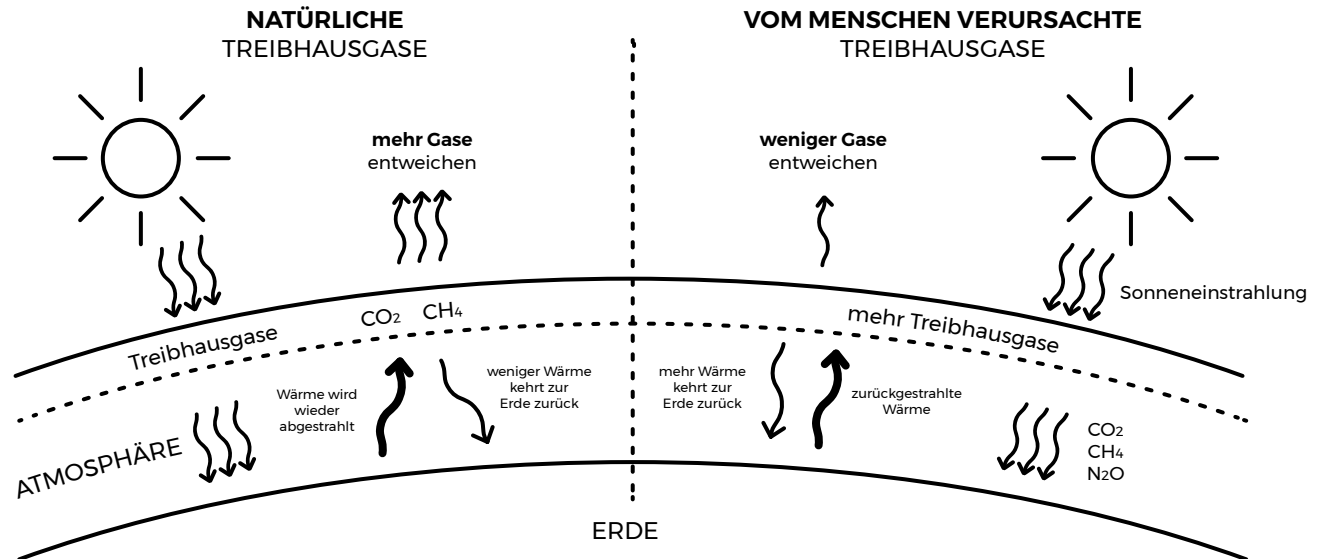 NATÜRLICHE
TREIBHAUSGASE
VOM MENSCHEN VERURSACHTE
TREIBHAUSGASE
mehr Gase
entweichen
weniger Gase
entweichen
Sonneneinstrahlung
Treibhausgase
CO2
CH4
mehr Treibhausgase
Wärme wird
wieder
abgestrahlt
weniger Wärme
kehrt zur
Erde zurück
mehr Wärme
kehrt zur
Erde zurück
zurückgestrahlte
Wärme
ATMOSPHÄRE
CO2
CH4
N2O
ERDE